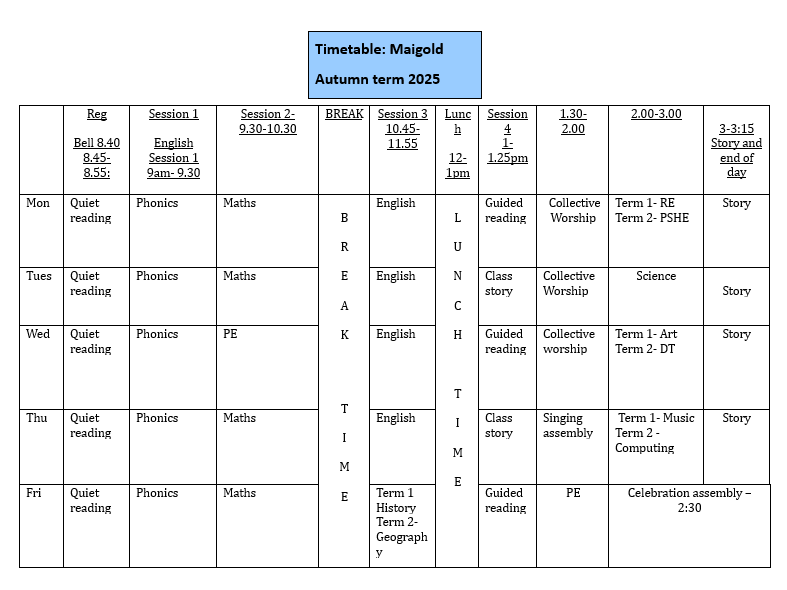 Timetable: Maigold
Autumn term 2025
Reg
Bell 8.40
8.45-
8.55:
Session 1
English
Session 1
9am- 9.30
Session 2-
9.30-10.30
BREAK
Session 3
10.45-
11.55
Lunc
h
12-
1pm
Session
4
1-
1.25pm
1.30-
2.00
2.00-3.00
3-3:15
Story and
end of
day
Mon
Quiet
reading
Phonics
Maths
B
R
E
A
K
T
I
M
E
English
L
U
N
C
H
T
I
M
E
Guided
reading
Collective
Worship
Term 1- RE
Term 2- PSHE
Story
Tues
Quiet
reading
Phonics
Maths
English
Class
story
Collective
Worship
Science
Story
Wed
Quiet
reading
Phonics
PE
English
Guided
reading
Collective
worship
Term 1- Art
Term 2- DT
Story
Thu
Quiet
reading
Phonics
Maths
English
Class
story
Singing
assembly
Term 1- Music
Term 2 -
Computing
Story
Fri
Quiet
reading
Phonics
Maths
Term 1
History
Term 2-
Geograph
y
Guided
reading
PE
Celebration assembly –
2:30